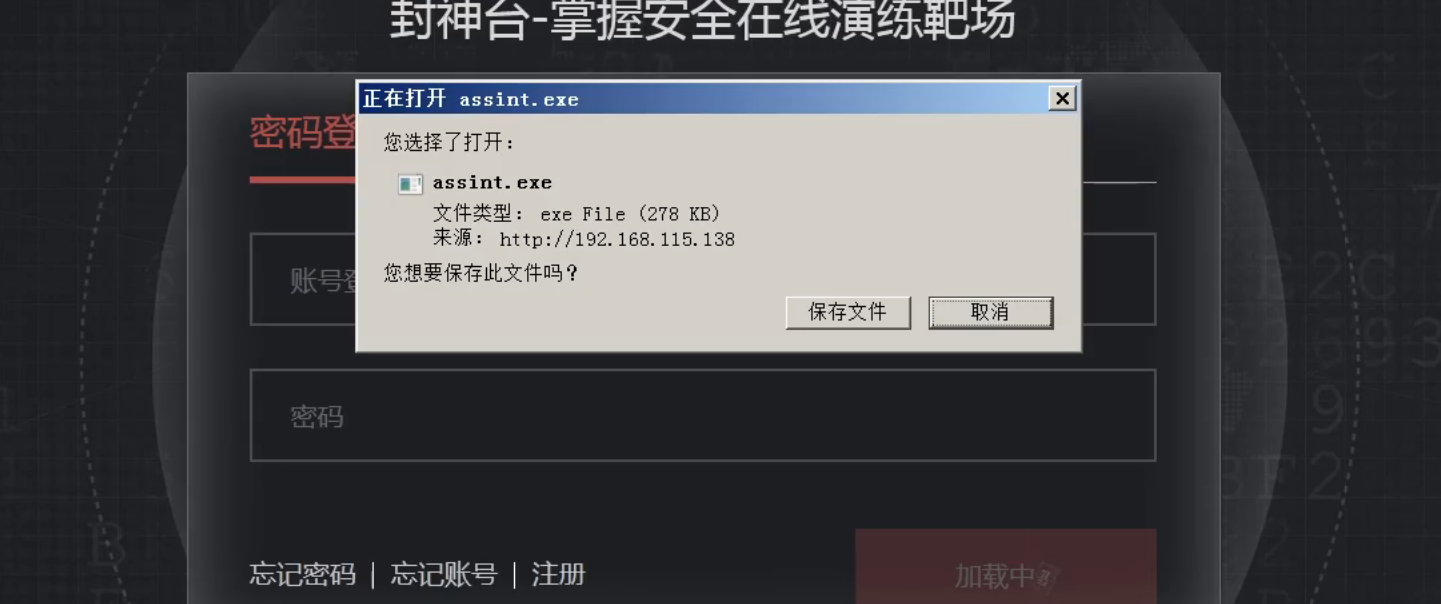 封神台-掌握安全在线演练靶场
正在打开 assint.exe
密码登
您选择了打开:
assint.exe
文件类型: exe File (278 KB)
来源: http://192.168.115.138
账号登
您想要保存此文件吗?
保存文件 取消
密码
忘记密码 | 忘记账号 | 注册
加载中